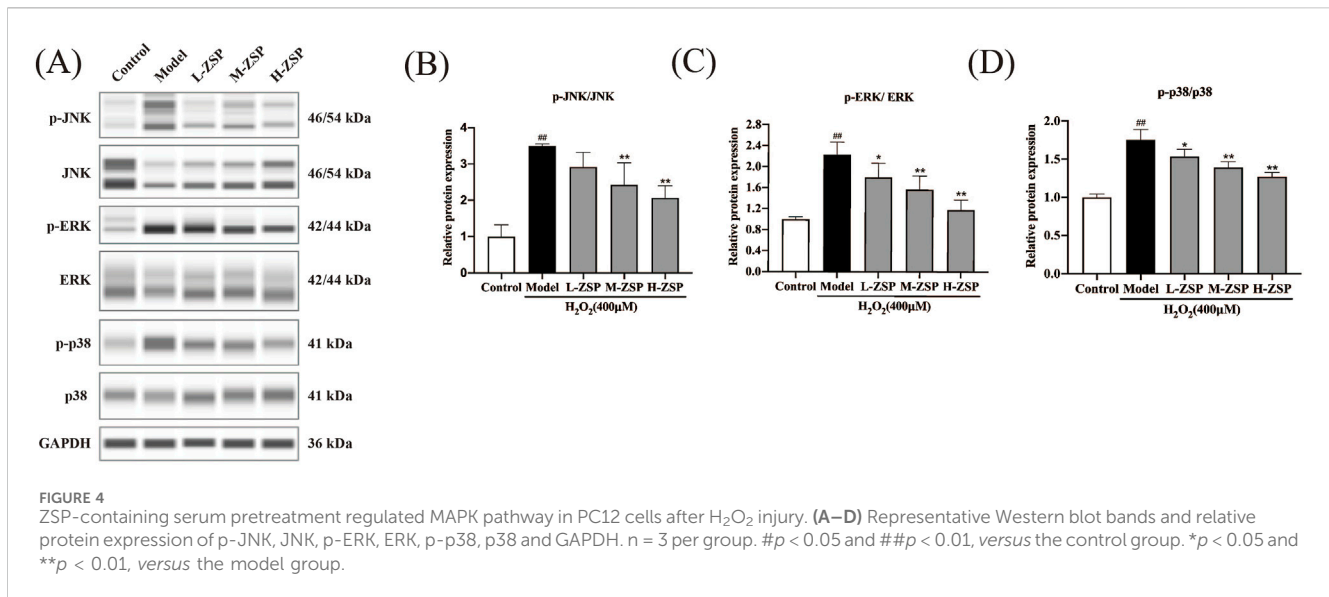 (A)
Control Model L-ZSP M-ZSP H-ZSP
p-JNK 46/54 kDa
JNK 46/54 kDa
p-ERK 42/44 kDa
ERK 42/44 kDa
p-p38 41 kDa
p38 41 kDa
GAPDH 36 kDa
(B)
p-JNK/JNK
Relative protein expression
4
3
2
1
0
##
**
**
Control Model L-ZSP M-ZSP H-ZSP
H₂O₂(400μM)
(C)
p-ERK/ ERK
Relative protein expression
2.8
2.4
2.0
1.6
1.2
0.8
0.4
0.0
##
*
**
**
Control Model L-ZSP M-ZSP H-ZSP
H₂O₂(400μM)
(D)
p-p38/p38
Relative protein expression
2.0
1.5
1.0
0.5
0.0
##
*
**
**
Control Model L-ZSP M-ZSP H-ZSP
H₂O₂(400μM)
FIGURE 4
ZSP-containing serum pretreatment regulated MAPK pathway in PC12 cells after H₂O₂ injury. (A–D) Representative Western blot bands and relative
protein expression of p-JNK, JNK, p-ERK, ERK, p-p38, p38 and GAPDH. n = 3 per group. #p < 0.05 and ##p < 0.01, versus the control group. *p < 0.05 and
**p < 0.01, versus the model group.